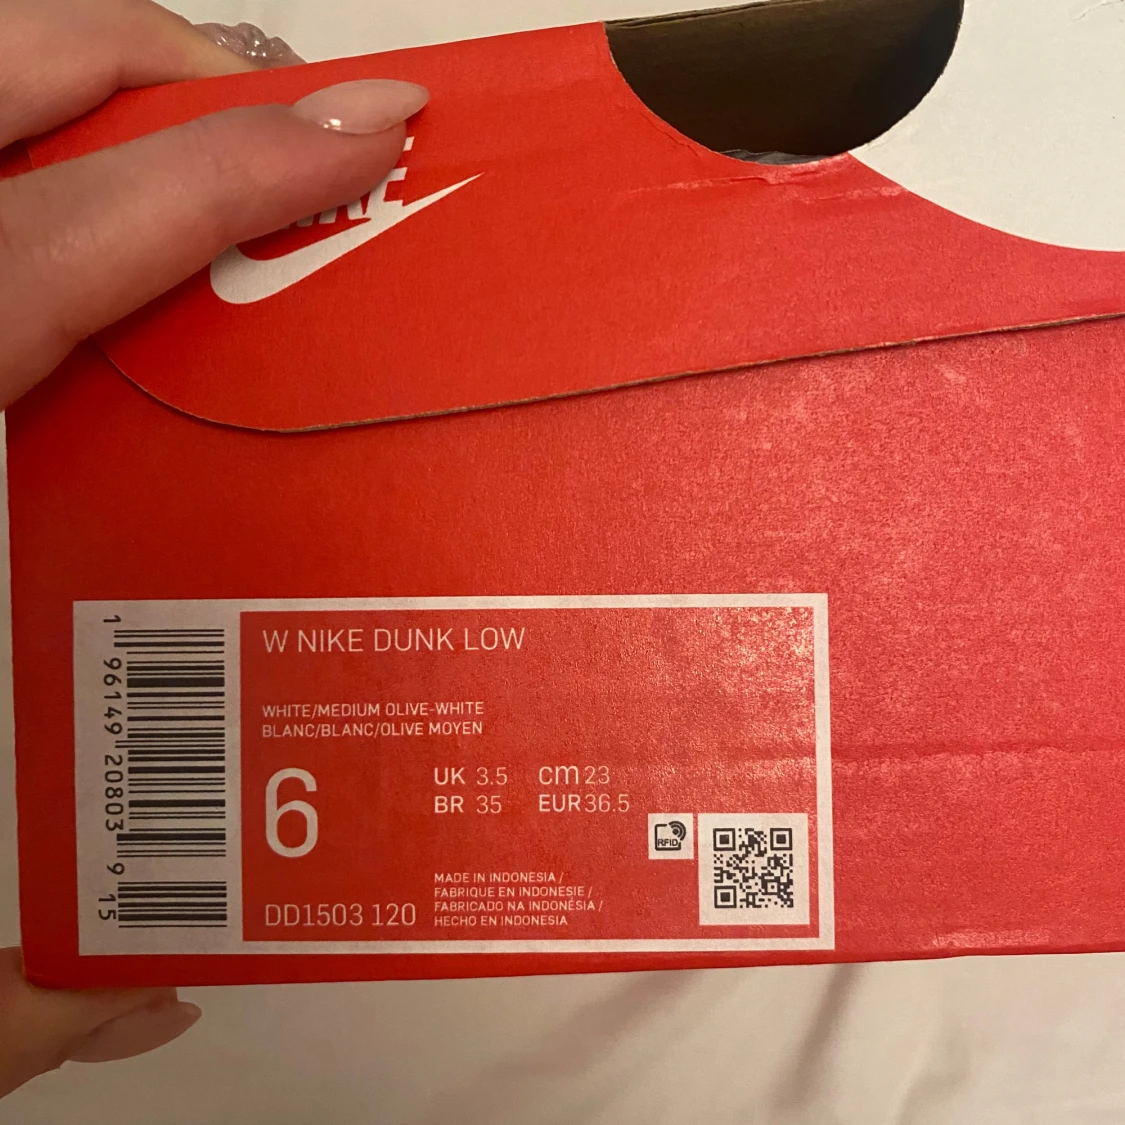 NIKE
W NIKE DUNK LOW
WHITE/MEDIUM OLIVE-WHITE
BLANC/BLANC/OLIVE MOYEN
6
UK 3.5 cm 23
BR 35 EUR 36.5
RFID
MADE IN INDONESIA /
FABRIQUE EN INDONESIE /
FABRICADO NA INDONÉSIA /
HECHO EN INDONESIA
DD1503 120
1 96149 20803 9 15